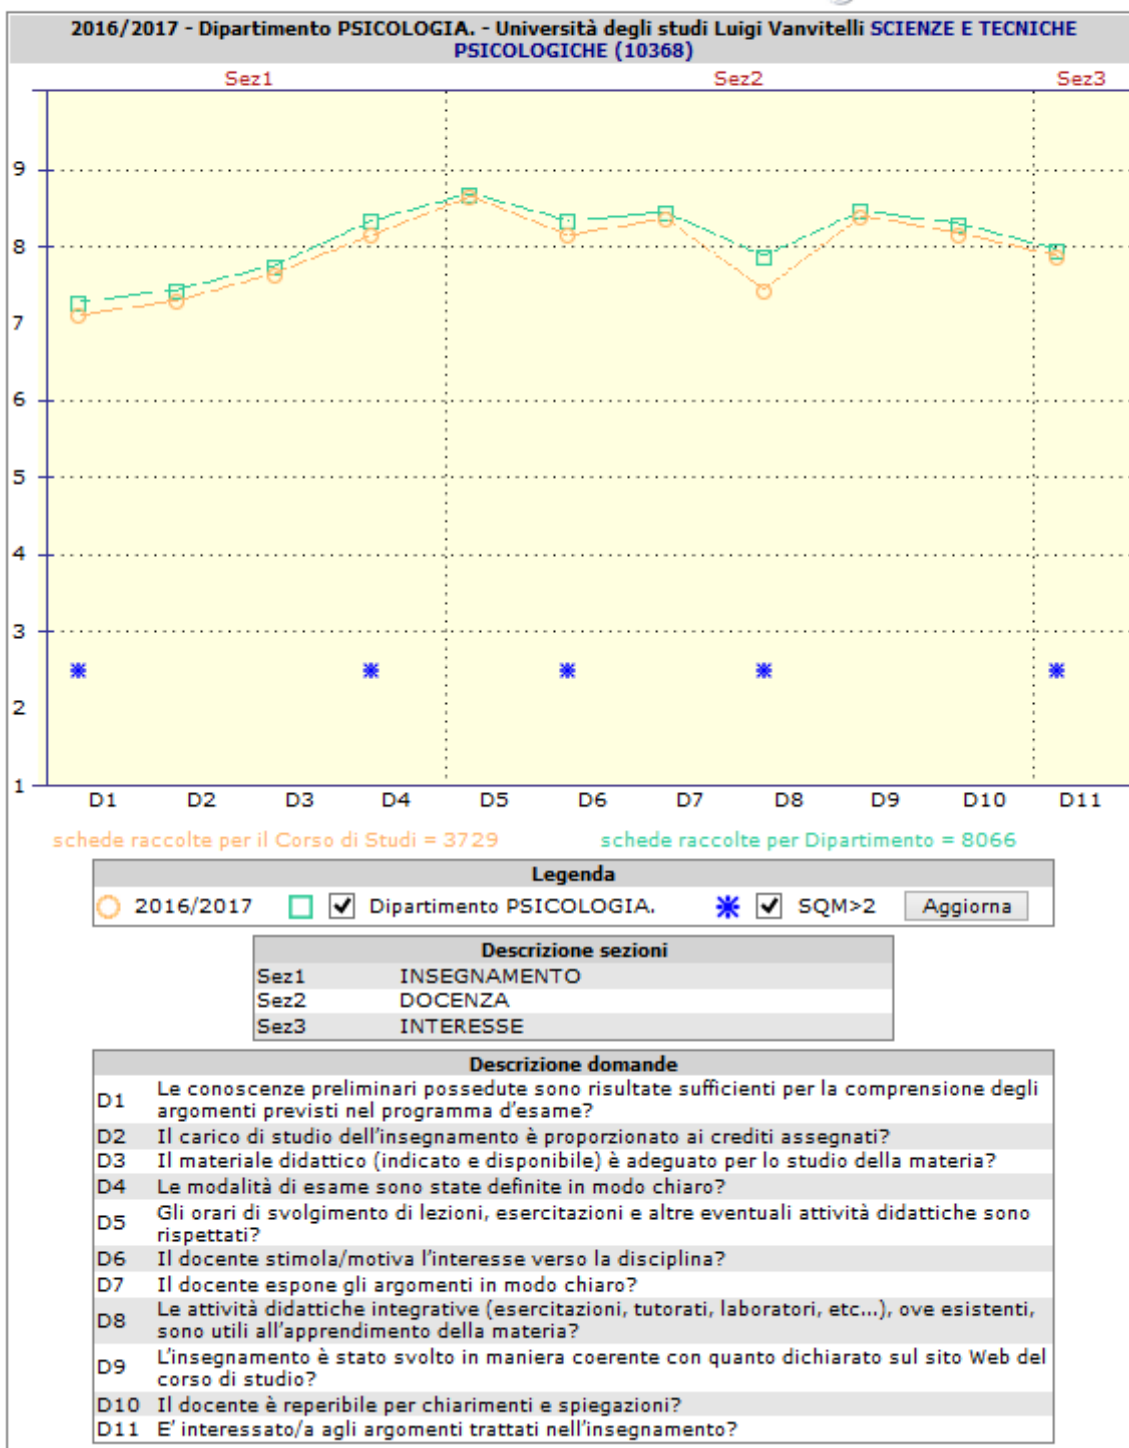 2016/2017 - Dipartimento PSICOLOGIA. - Università degli studi Luigi Vanvitelli SCIENZE E TECNICHE
PSICOLOGICHE (10368)
Sez1 Sez2 Sez3
9
8
7
6
5
4
3
2
1
D1 D2 D3 D4 D5 D6 D7 D8 D9 D10 D11
schede raccolte per il Corso di Studi = 3729 schede raccolte per Dipartimento = 8066
Legenda
2016/2017 Dipartimento PSICOLOGIA. SQM>2 Aggiorna
Descrizione sezioni
Sez1 INSEGNAMENTO
Sez2 DOCENZA
Sez3 INTERESSE
Descrizione domande
D1 Le conoscenze preliminari possedute sono risultate sufficienti per la comprensione degli
argomenti previsti nel programma d'esame?
D2 Il carico di studio dell'insegnamento è proporzionato ai crediti assegnati?
D3 Il materiale didattico (indicato e disponibile) è adeguato per lo studio della materia?
D4 Le modalità di esame sono state definite in modo chiaro?
D5 Gli orari di svolgimento di lezioni, esercitazioni e altre eventuali attività didattiche sono
rispettati?
D6 Il docente stimola/motiva l'interesse verso la disciplina?
D7 Il docente espone gli argomenti in modo chiaro?
D8 Le attività didattiche integrative (esercitazioni, tutorati, laboratori, etc...), ove esistenti,
sono utili all'apprendimento della materia?
D9 L'insegnamento è stato svolto in maniera coerente con quanto dichiarato sul sito Web del
corso di studio?
D10 Il docente è reperibile per chiarimenti e spiegazioni?
D11 E' interessato/a agli argomenti trattati nell'insegnamento?